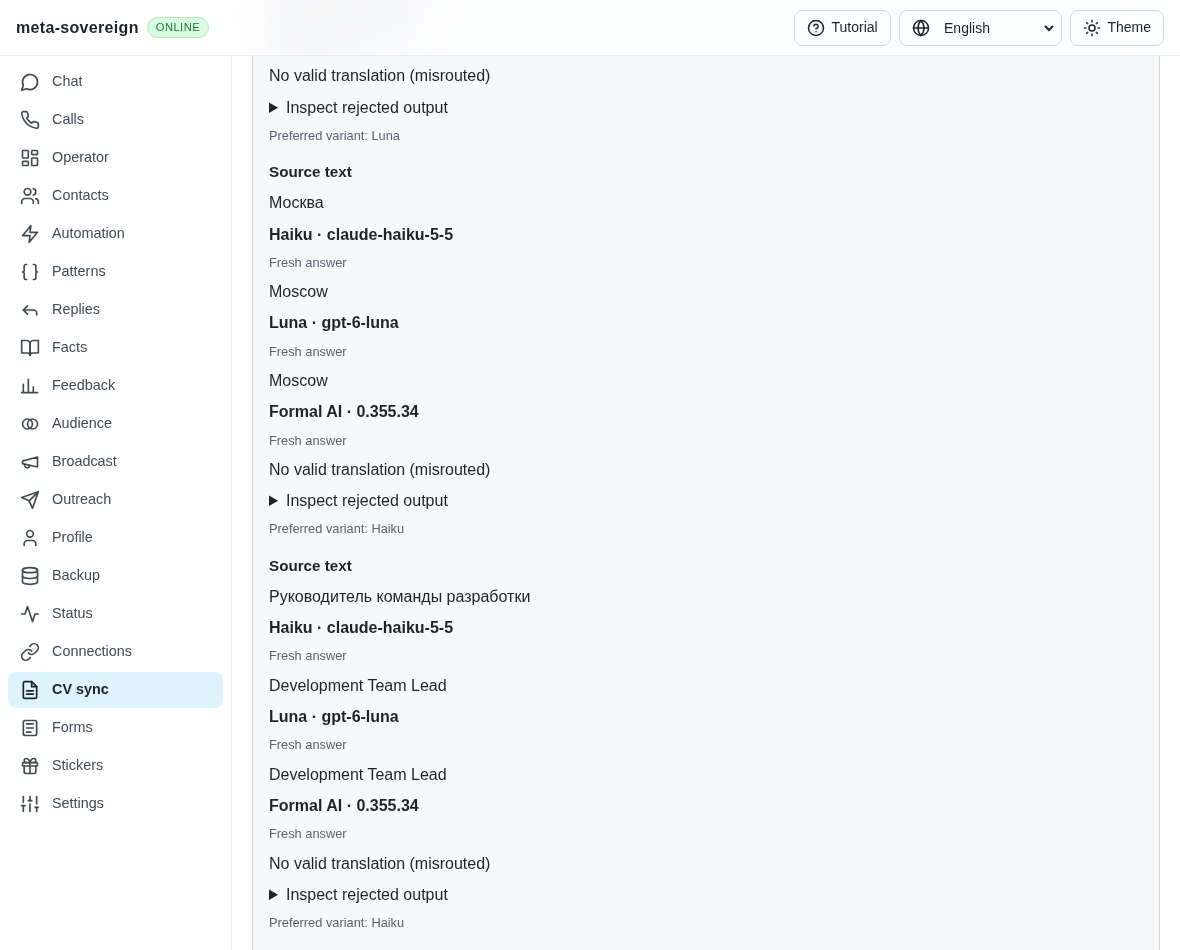 meta-sovereign ONLINE
Tutorial
English
Theme
Chat
Calls
Operator
Contacts
Automation
Patterns
Replies
Facts
Feedback
Audience
Broadcast
Outreach
Profile
Backup
Status
Connections
CV sync
Forms
Stickers
Settings
No valid translation (misrouted)
Inspect rejected output
Preferred variant: Luna
Source text
Москва
Haiku · claude-haiku-5-5
Fresh answer
Moscow
Luna · gpt-6-luna
Fresh answer
Moscow
Formal AI · 0.355.34
Fresh answer
No valid translation (misrouted)
Inspect rejected output
Preferred variant: Haiku
Source text
Руководитель команды разработки
Haiku · claude-haiku-5-5
Fresh answer
Development Team Lead
Luna · gpt-6-luna
Fresh answer
Development Team Lead
Formal AI · 0.355.34
Fresh answer
No valid translation (misrouted)
Inspect rejected output
Preferred variant: Haiku